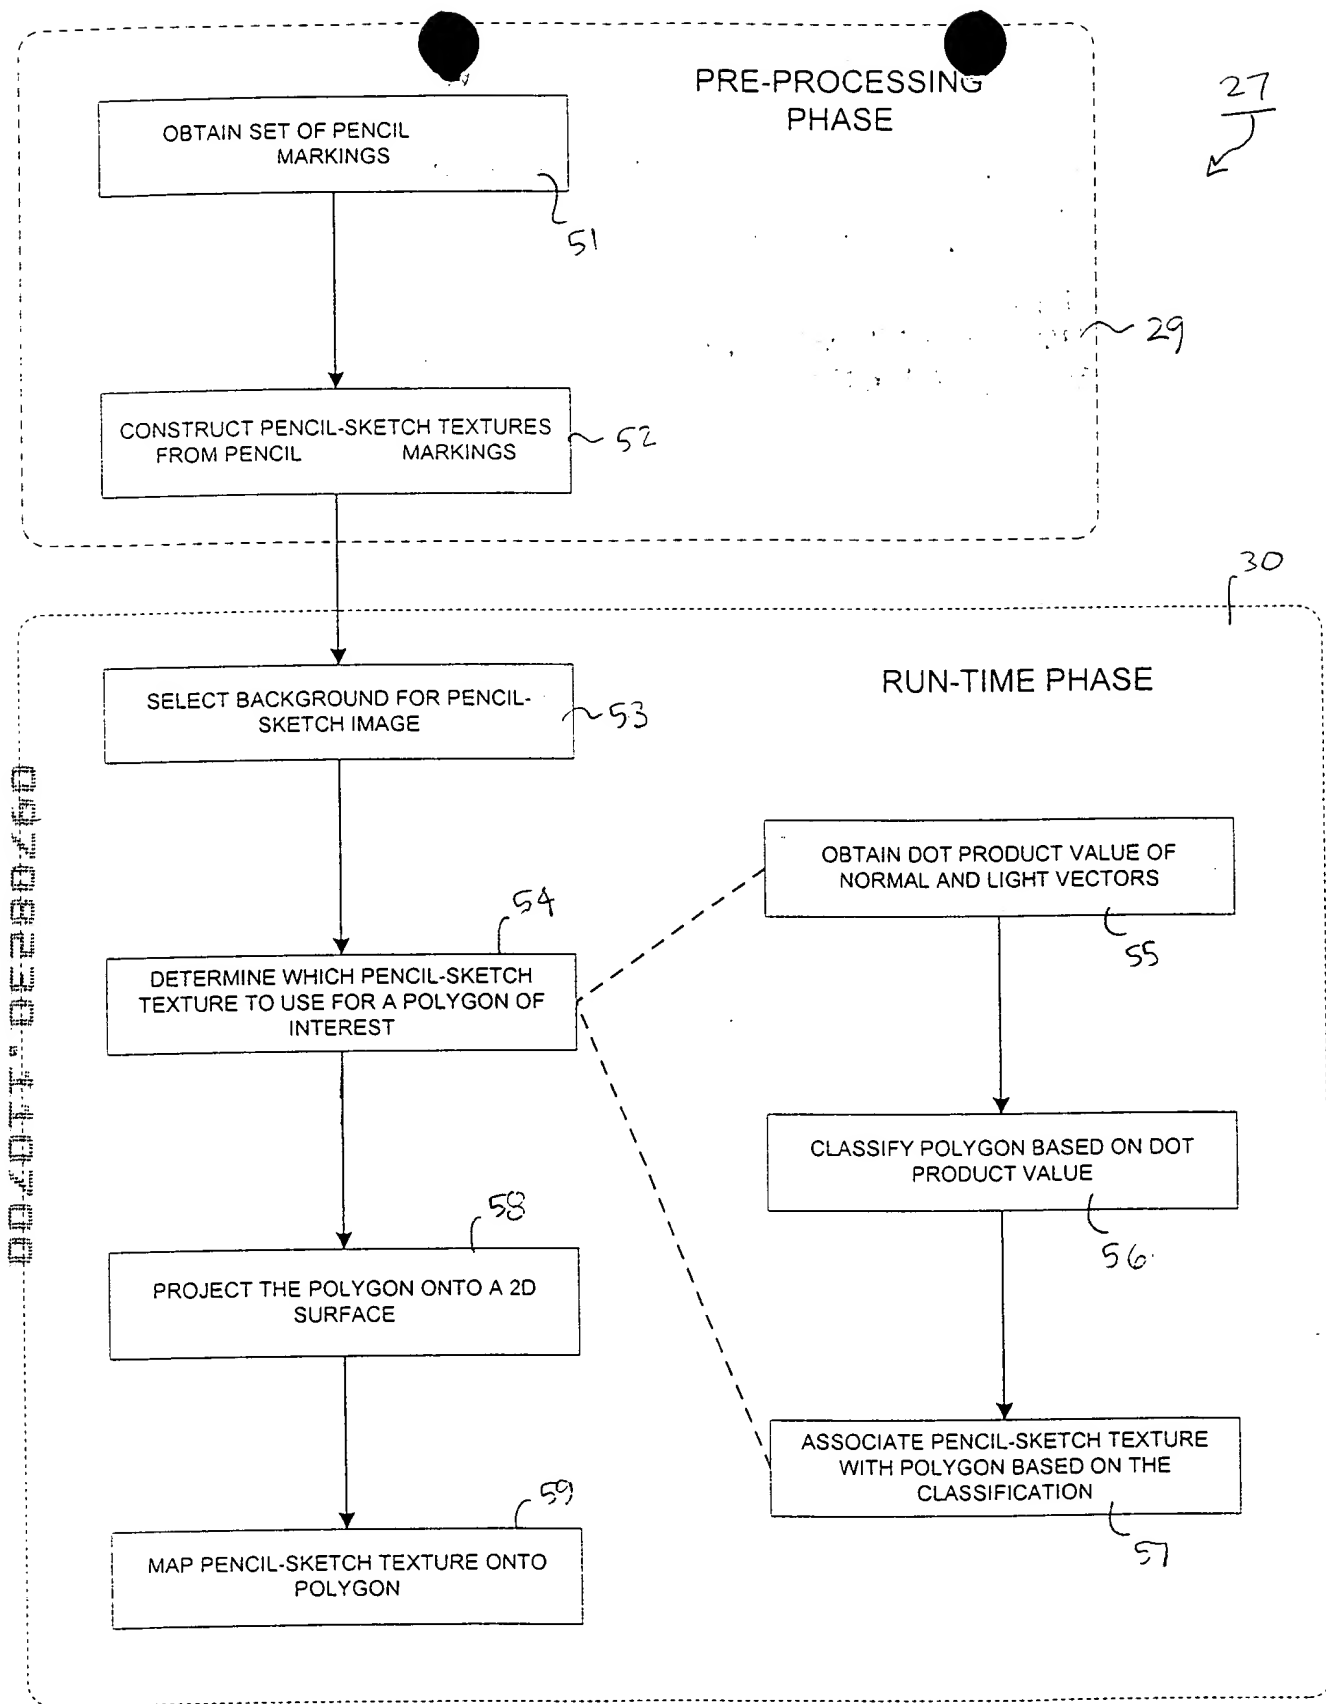 PRE-PROCESSING
PHASE
27
OBTAIN SET OF PENCIL
MARKINGS
51
29
CONSTRUCT PENCIL-SKETCH TEXTURES
FROM PENCIL MARKINGS
52
30
RUN-TIME PHASE
SELECT BACKGROUND FOR PENCIL-
SKETCH IMAGE
53
OBTAIN DOT PRODUCT VALUE OF
NORMAL AND LIGHT VECTORS
55
54
DETERMINE WHICH PENCIL-SKETCH
TEXTURE TO USE FOR A POLYGON OF
INTEREST
CLASSIFY POLYGON BASED ON DOT
PRODUCT VALUE
56
58
PROJECT THE POLYGON ONTO A 2D
SURFACE
ASSOCIATE PENCIL-SKETCH TEXTURE
WITH POLYGON BASED ON THE
CLASSIFICATION
57
59
MAP PENCIL-SKETCH TEXTURE ONTO
POLYGON
09708230.110700